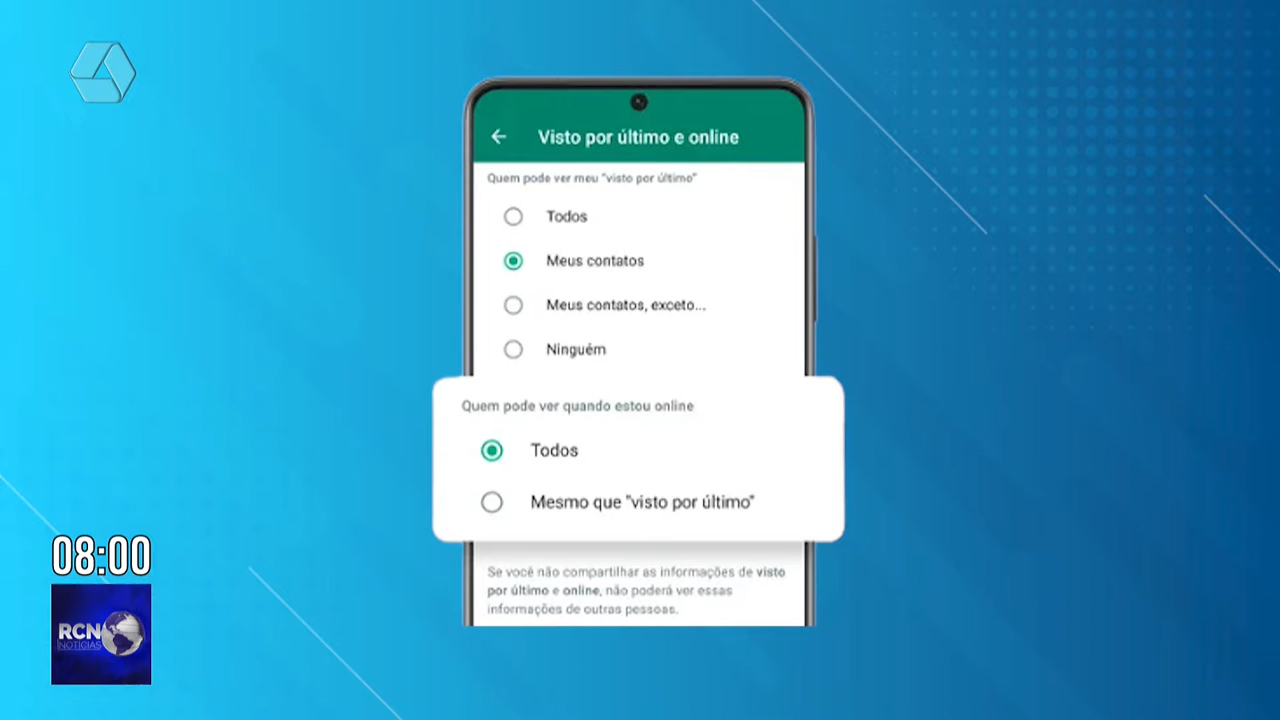 Visto por último e online
Quem pode ver meu "visto por último"
Todos
Meus contatos
Meus contatos, exceto...
Ninguém
Quem pode ver quando estou online
Todos
Mesmo que "visto por último"
Se você não compartilhar as informações de visto
por último e online, não poderá ver essas
informações de outras pessoas.
08:00
RCN
NOTÍCIAS